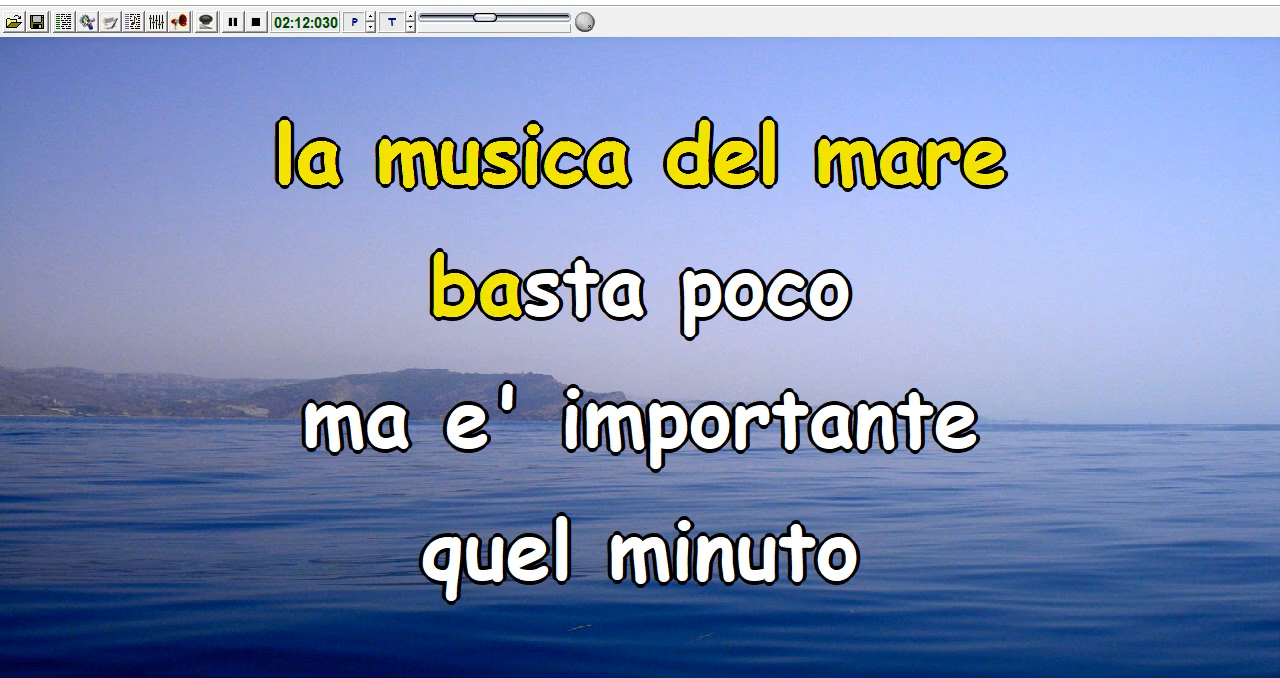 02:12:030 P T
la musica del mare
basta poco
ma e' importante
quel minuto